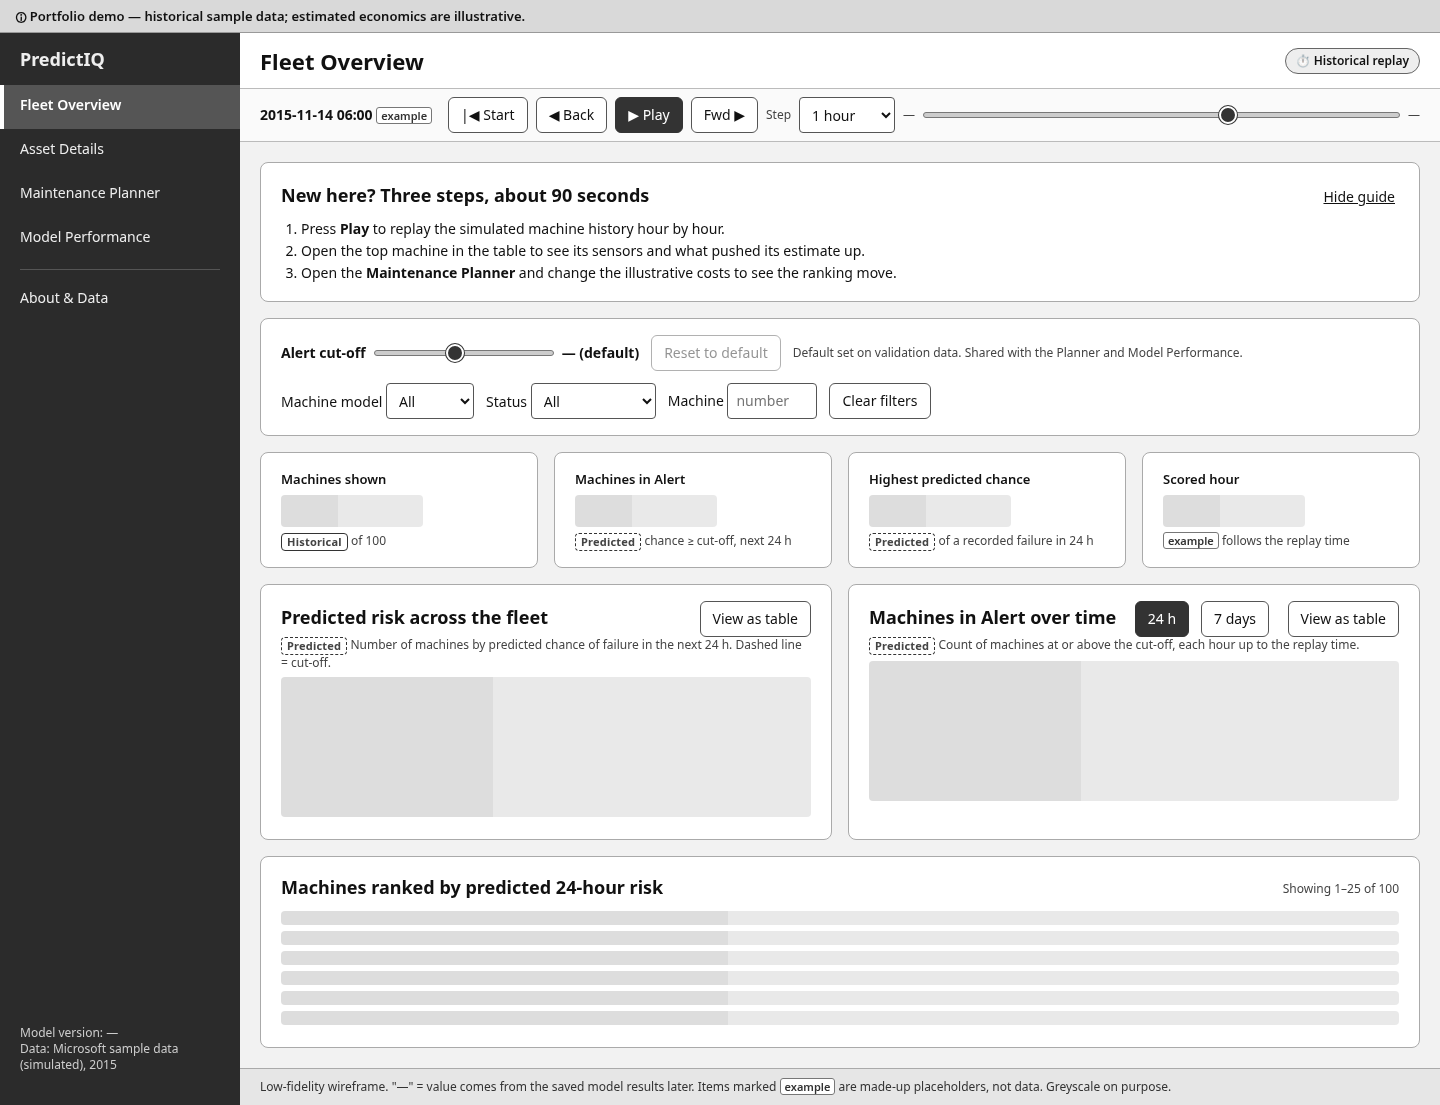 ⓘ Portfolio demo — historical sample data; estimated economics are illustrative.
PredictIQ
Fleet Overview
Asset Details
Maintenance Planner
Model Performance
About & Data
Model version: —
Data: Microsoft sample data
(simulated), 2015
Fleet Overview
⏱ Historical replay
2015-11-14 06:00 example |◀ Start ◀ Back ▶ Play Fwd ▶ Step 1 hour — —
New here? Three steps, about 90 seconds
Hide guide
1. Press Play to replay the simulated machine history hour by hour.
2. Open the top machine in the table to see its sensors and what pushed its estimate up.
3. Open the Maintenance Planner and change the illustrative costs to see the ranking move.
Alert cut-off — (default) Reset to default Default set on validation data. Shared with the Planner and Model Performance.
Machine model All Status All Machine number Clear filters
Machines shown
Historical of 100
Machines in Alert
Predicted chance ≥ cut-off, next 24 h
Highest predicted chance
Predicted of a recorded failure in 24 h
Scored hour
example follows the replay time
Predicted risk across the fleet View as table
Predicted Number of machines by predicted chance of failure in the next 24 h. Dashed line
= cut-off.
Machines in Alert over time 24 h 7 days View as table
Predicted Count of machines at or above the cut-off, each hour up to the replay time.
Machines ranked by predicted 24-hour risk
Showing 1–25 of 100
Low-fidelity wireframe. "—" = value comes from the saved model results later. Items marked example are made-up placeholders, not data. Greyscale on purpose.